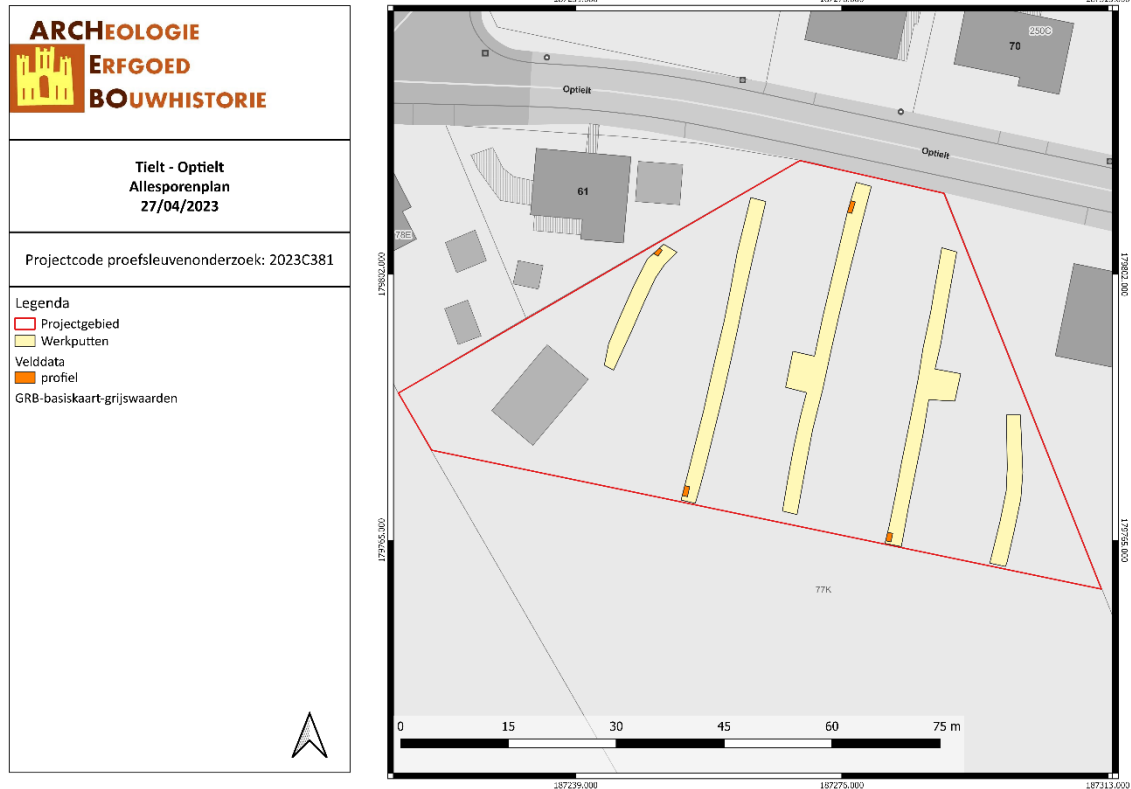 ARCHEOLOGIE
ERFGOED
BOUWHISTORIE
Tielt - Optielt
Allesporenplan
27/04/2023
Projectcode proefsleuvenonderzoek: 2023C381
Legenda
Projectgebied
Werkputten
Velddata
profiel
GRB-basiskaart-grijswaarden
250C
70
Optielt
Optielt
61
78E
179802.000
179802.000
179765.000
179765.000
77K
0 15 30 45 60 75 m
187239.000
187276.000
187313.000